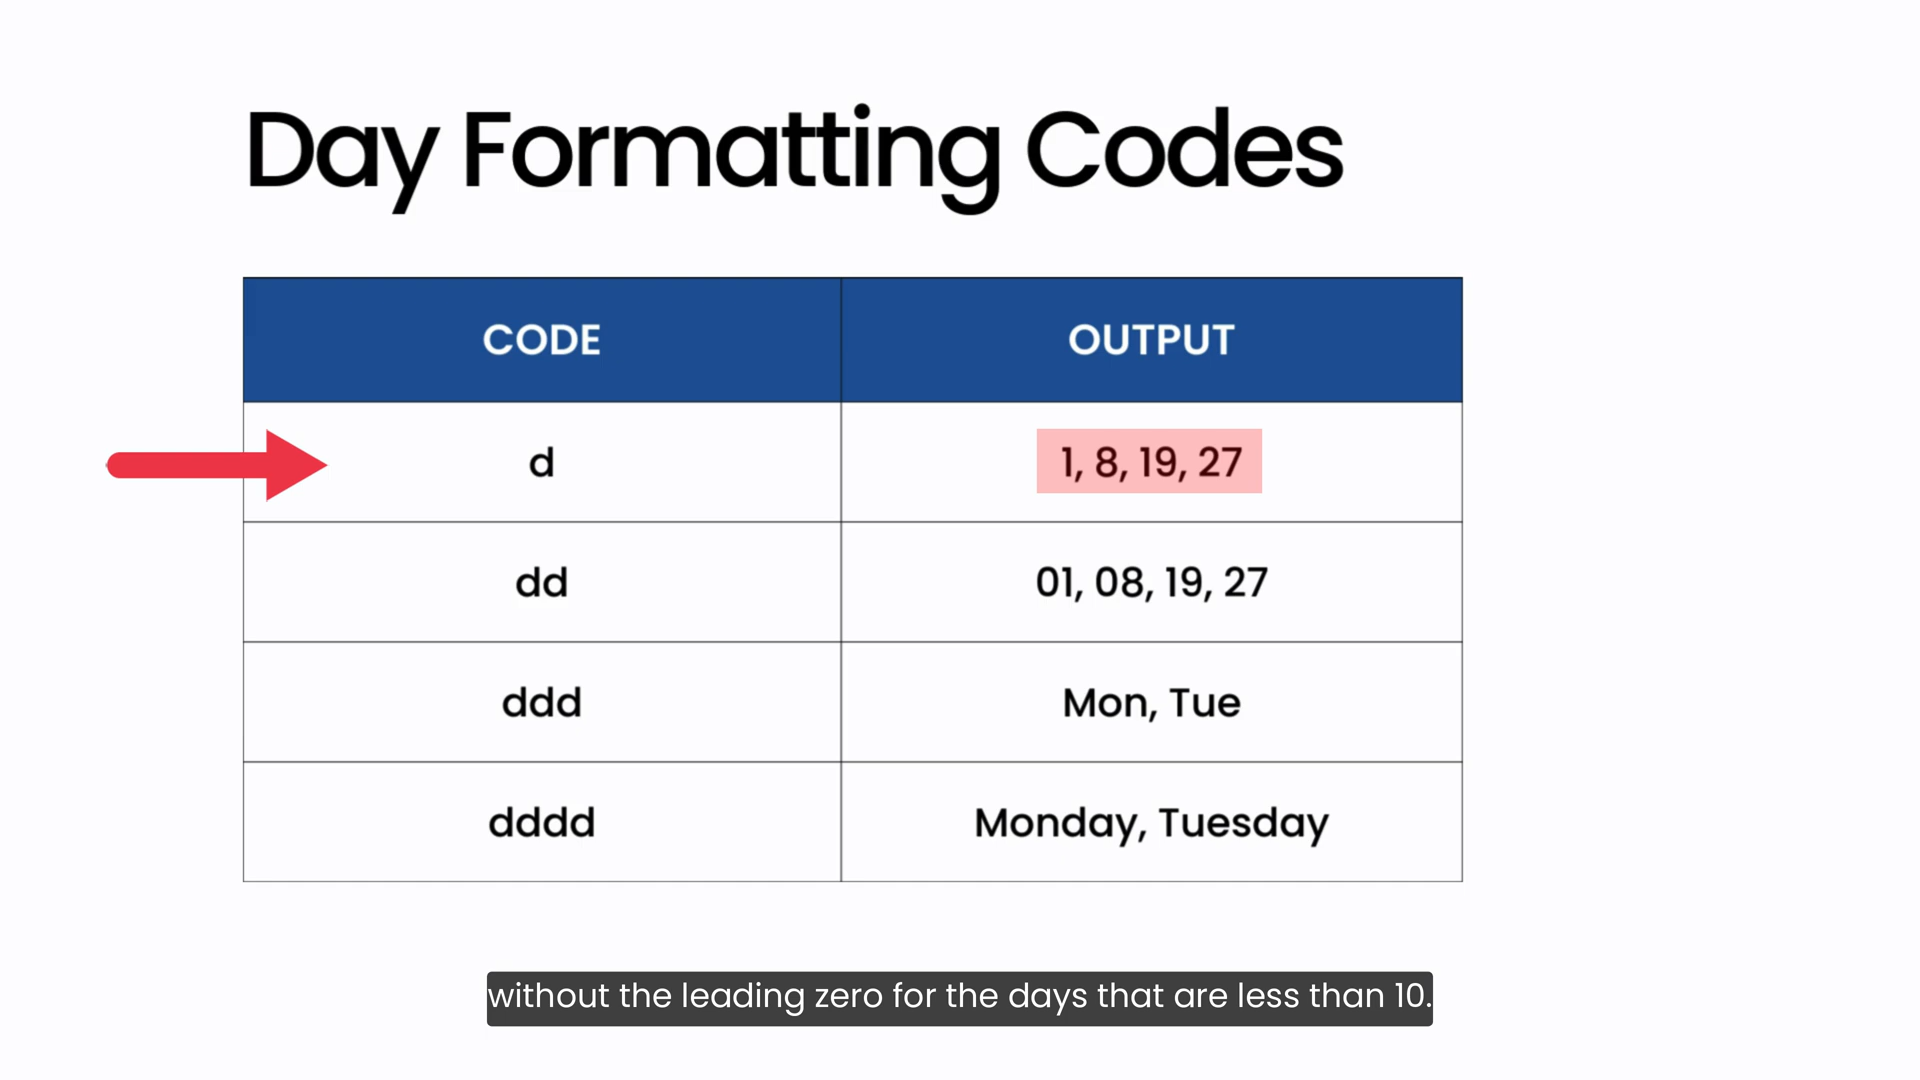 Day Formatting Codes
CODE OUTPUT
d 1, 8, 19, 27
dd 01, 08, 19, 27
ddd Mon, Tue
dddd Monday, Tuesday
without the leading zero for the days that are less than 10.